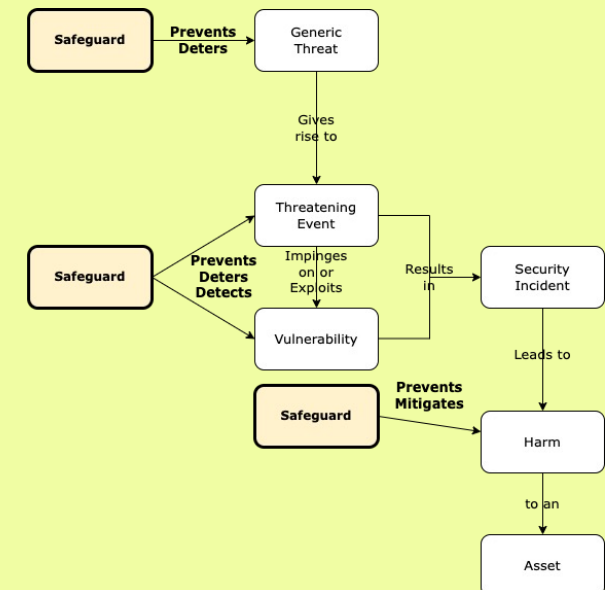 Safeguard
Prevents
Deters
Generic
Threat
Gives
rise to
Threatening
Event
Safeguard
Prevents
Deters
Detects
Impinges
on or
Exploits
Results
in
Security
Incident
Vulnerability
Leads to
Safeguard
Prevents
Mitigates
Harm
to an
Asset